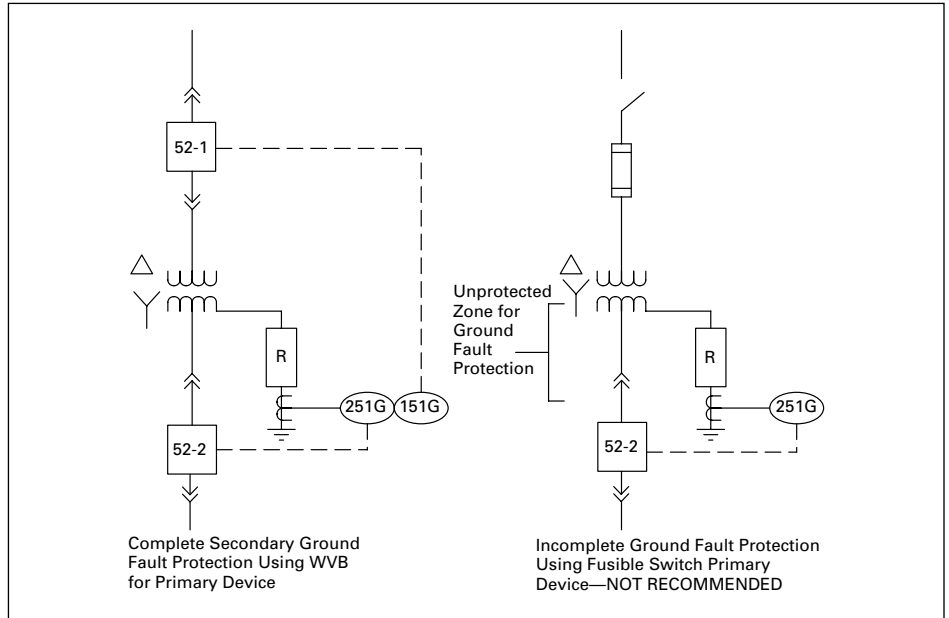 52-1
R
251G
151G
52-2
Complete Secondary Ground
Fault Protection Using WVB
for Primary Device
Unprotected
Zone for
Ground
Fault
Protection
R
251G
52-2
Incomplete Ground Fault Protection
Using Fusible Switch Primary
Device—NOT RECOMMENDED